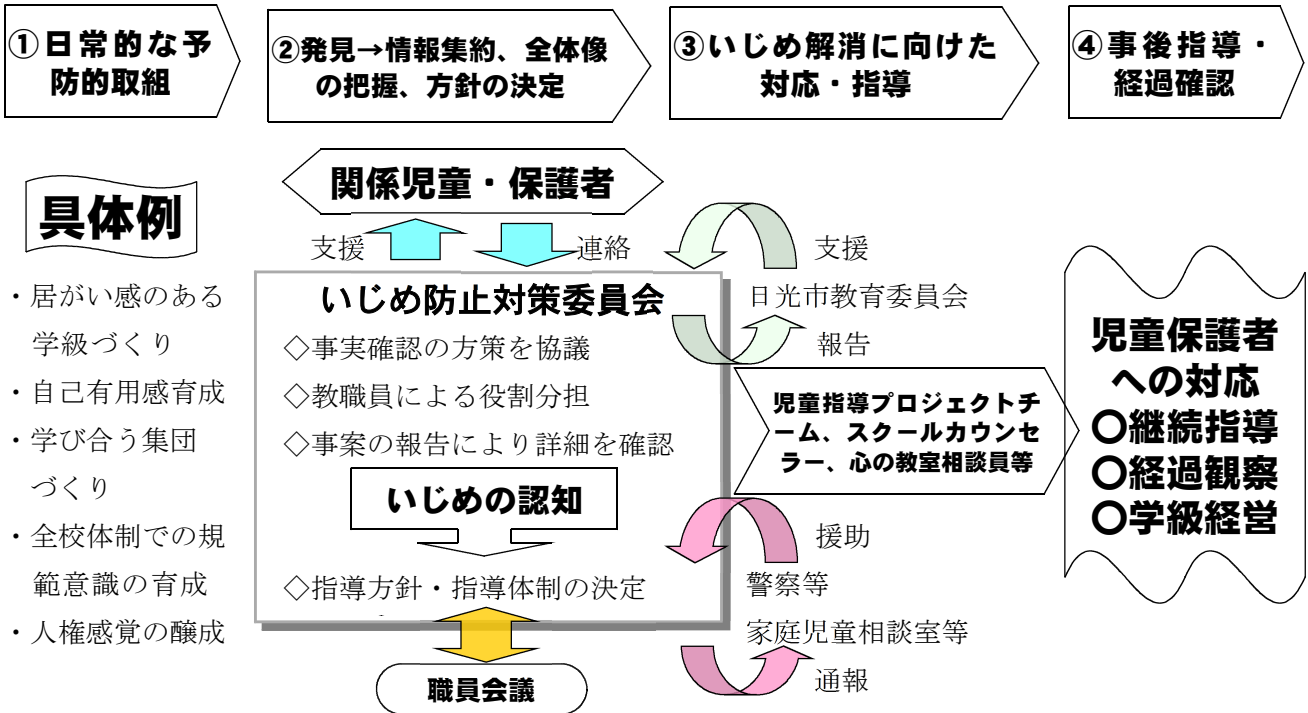 ①日常的な予
防的取組
②発見→情報集約、全体像
の把握、方針の決定
③いじめ解消に向けた
対応・指導
④事後指導・
経過確認
具体例
・居がい感のある
学級づくり
・自己有用感育成
・学び合う集団
づくり
・全校体制での規
範意識の育成
・人権感覚の醸成
関係児童・保護者
支援
連絡
いじめ防止対策委員会
◇事実確認の方策を協議
◇教職員による役割分担
◇事案の報告により詳細を確認
いじめの認知
◇指導方針・指導体制の決定
職員会議
支援
日光市教育委員会
報告
児童指導プロジェクトチ
ーム、スクールカウンセ
ラー、心の教室相談員等
援助
警察等
家庭児童相談室等
通報
児童保護者
への対応
〇継続指導
〇経過観察
〇学級経営